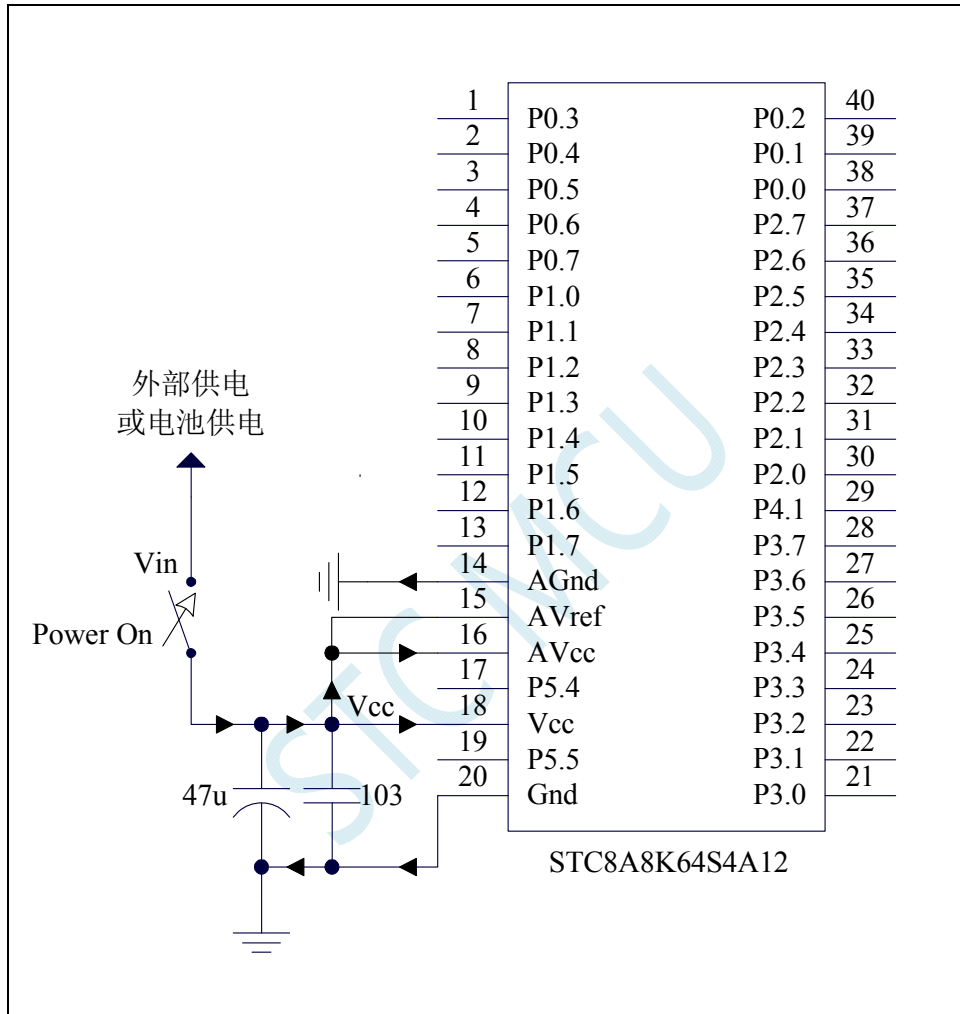 1 P0.3 P0.2 40
2 P0.4 P0.1 39
3 P0.5 P0.0 38
4 P0.6 P2.7 37
5 P0.7 P2.6 36
6 P1.0 P2.5 35
7 P1.1 P2.4 34
8 P1.2 P2.3 33
9 P1.3 P2.2 32
10 P1.4 P2.1 31
11 P1.5 P2.0 30
12 P1.6 P4.1 29
13 P1.7 P3.7 28
14 AGnd P3.6 27
15 AVref P3.5 26
16 AVcc P3.4 25
17 P5.4 P3.3 24
18 Vcc P3.2 23
19 P5.5 P3.1 22
20 Gnd P3.0 21
外部供电
或电池供电
Vin
Power On
Vcc
47u
103
STC8A8K64S4A12
STC MCU